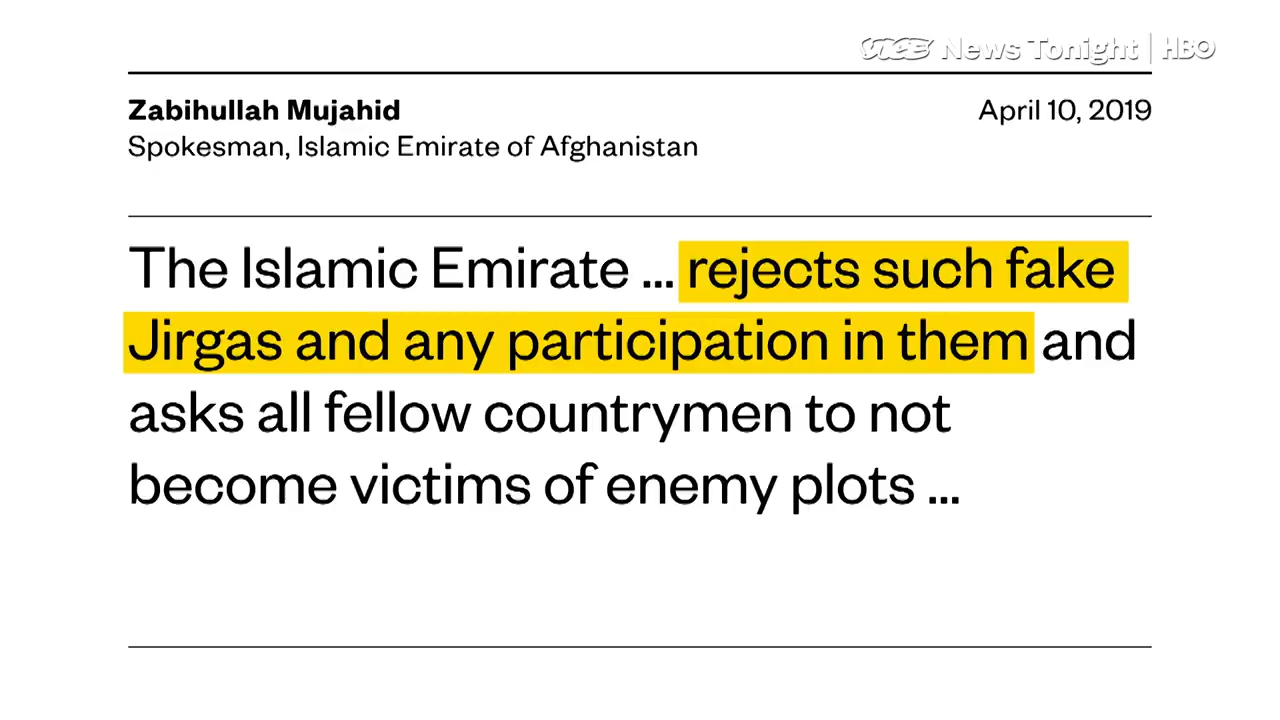 VICE News Tonight | HBO
Zabihullah Mujahid
April 10, 2019
Spokesman, Islamic Emirate of Afghanistan
The Islamic Emirate ... rejects such fake
Jirgas and any participation in them and
asks all fellow countrymen to not
become victims of enemy plots ...